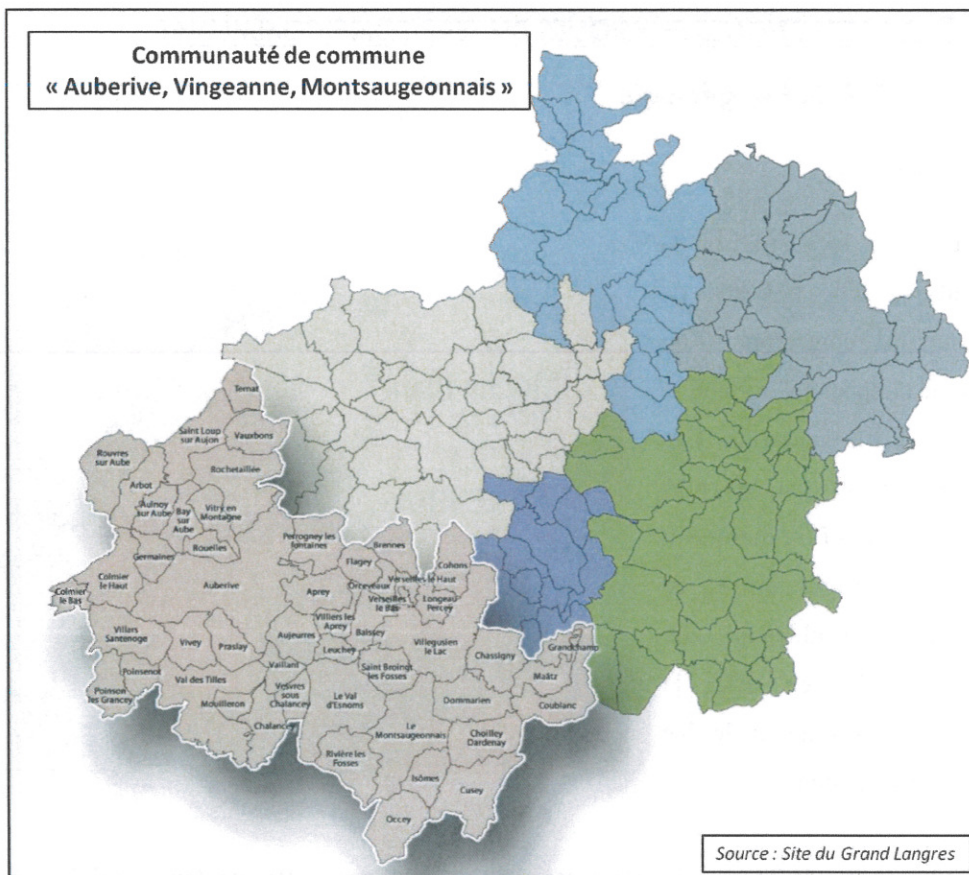 Communauté de commune
« Auberive, Vingeanne, Montsaugeonnais »
Ternat
Saint Loup
sur Aujon
Vauxbons
Rouvres
sur Aube
Rochetaillée
Arbot
Aulnoy
sur Aube
Bay
sur
Aube
Vitry en
Montagne
Rouelles
Germaines
Perrogney les
fontaines
Brennes
Flagey
Cohons
Verseilles le Haut
Orcevaux
Verseilles
le Bas
Longeau
Percey
Colmier
le Haut
Colmier
le Bas
Auberive
Aprey
Villiers les
Aprey
Baissey
Villegusien
le Lac
Villars
Santenoge
Vivey
Praslay
Aujeurres
Leuchey
Chassigny
Grandchamp
Maâtz
Vaillant
Saint Broingt
les Fosses
Poinsenot
Poinson
les Grancey
Val des Tilles
Vesvres
sous
Chalancey
Le Val
d'Esnoms
Dommarien
Coublanc
Mouilleron
Chalancey
Le
Montsaugeonnais
Choilley
Dardenay
Rivière les
Fosses
Isômes
Cusey
Occey
Source : Site du Grand Langres